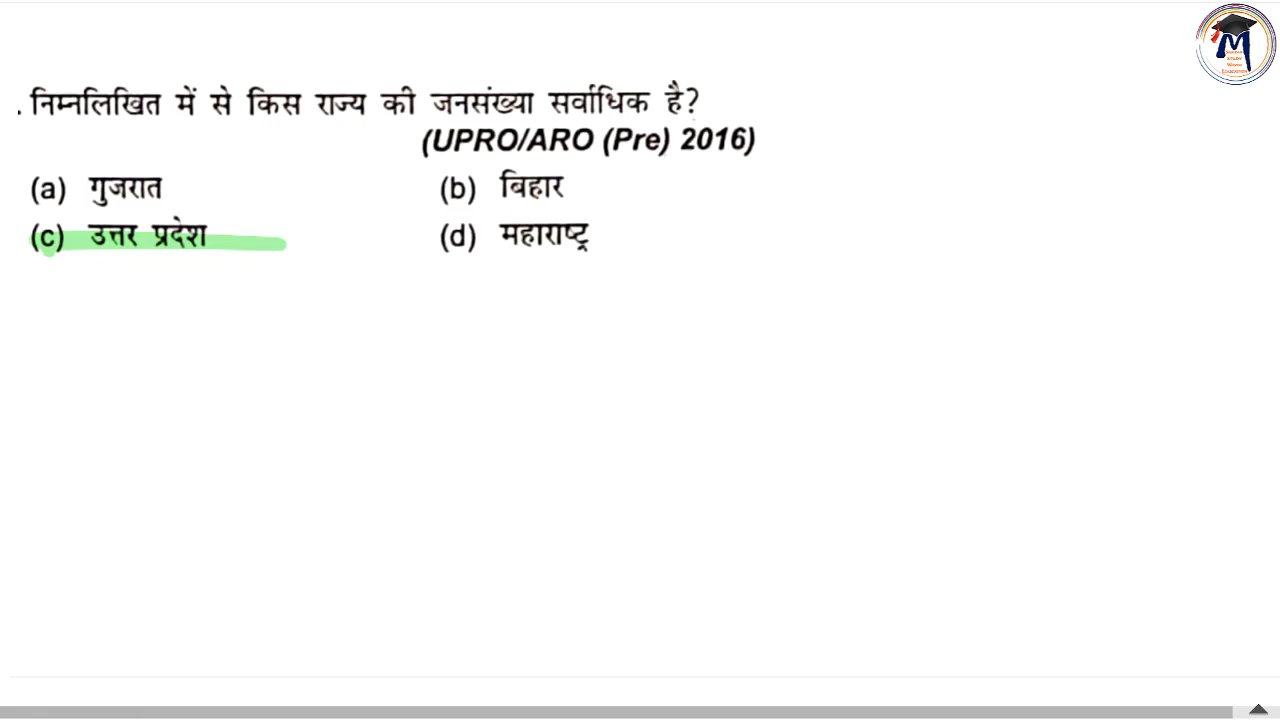 . निम्नलिखित में से किस राज्य की जनसंख्या सर्वाधिक है?
(UPRO/ARO (Pre) 2016)
(a) गुजरात (b) बिहार
(c) उत्तर प्रदेश (d) महाराष्ट्र
M